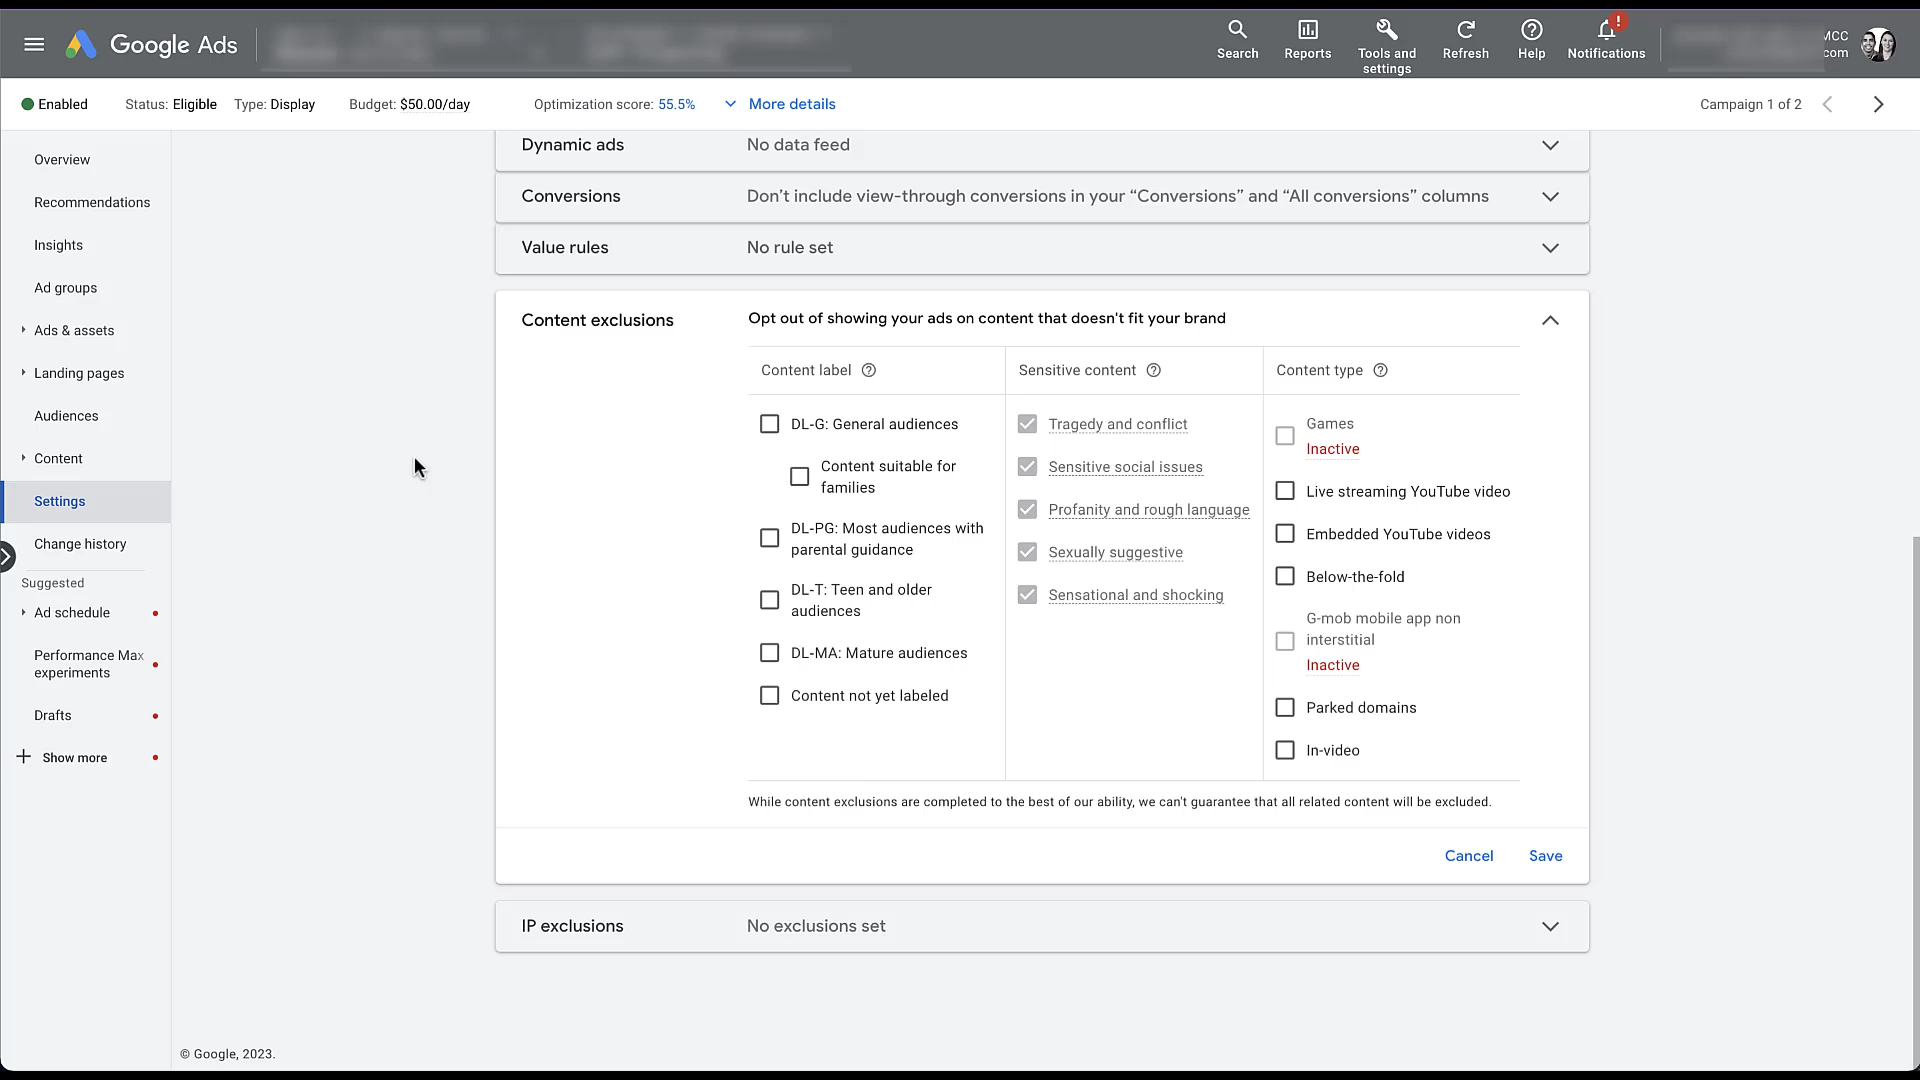 Google Ads
Search
Reports
Tools and
settings
Refresh
Help
!
Notifications
MCC
com
Enabled
Status: Eligible
Type: Display
Budget: $50.00/day
Optimization score: 55.5%
More details
Campaign 1 of 2
Overview
Recommendations
Insights
Ad groups
Ads & assets
Landing pages
Audiences
Content
Settings
Change history
Suggested
Ad schedule
Performance Max
experiments
Drafts
Show more
Dynamic ads
No data feed
Conversions
Don't include view-through conversions in your “Conversions” and “All conversions” columns
Value rules
No rule set
Content exclusions
Opt out of showing your ads on content that doesn't fit your brand
Content label
DL-G: General audiences
Content suitable for
families
DL-PG: Most audiences with
parental guidance
DL-T: Teen and older
audiences
DL-MA: Mature audiences
Content not yet labeled
Sensitive content
Tragedy and conflict
Sensitive social issues
Profanity and rough language
Sexually suggestive
Sensational and shocking
Content type
Games
Inactive
Live streaming YouTube video
Embedded YouTube videos
Below-the-fold
G-mob mobile app non
interstitial
Inactive
Parked domains
In-video
While content exclusions are completed to the best of our ability, we can't guarantee that all related content will be excluded.
Cancel
Save
IP exclusions
No exclusions set
© Google, 2023.